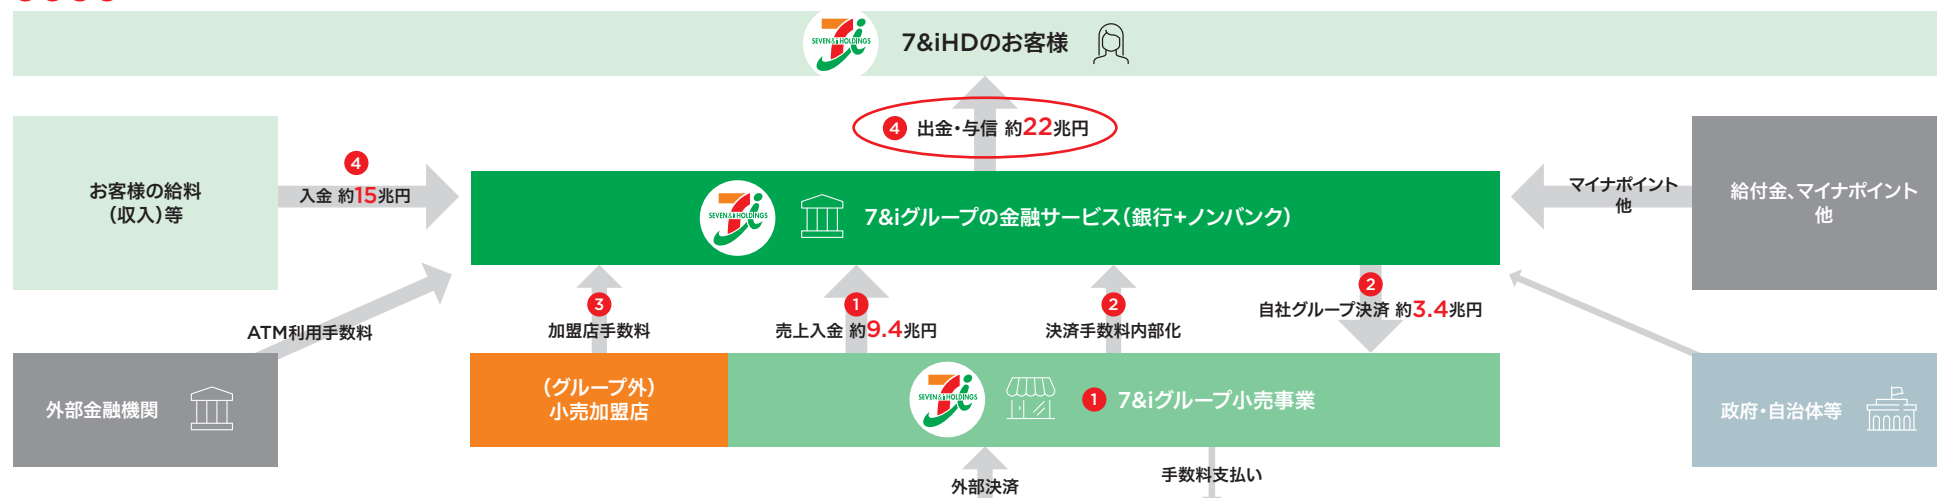 SEVEN & i HOLDINGS
7&iHDのお客様
4 出金・与信 約22兆円
お客様の給料
(収入)等
4
入金 約15兆円
SEVEN & i HOLDINGS
7&iグループの金融サービス(銀行+ノンバンク)
マイナポイント
他
給付金、マイナポイント
他
ATM利用手数料
3
加盟店手数料
1
売上入金 約9.4兆円
2
決済手数料内部化
2
自社グループ決済 約3.4兆円
外部金融機関
(グループ外)
小売加盟店
SEVEN & i HOLDINGS
1 7&iグループ小売事業
政府・自治体等
外部決済
手数料支払い